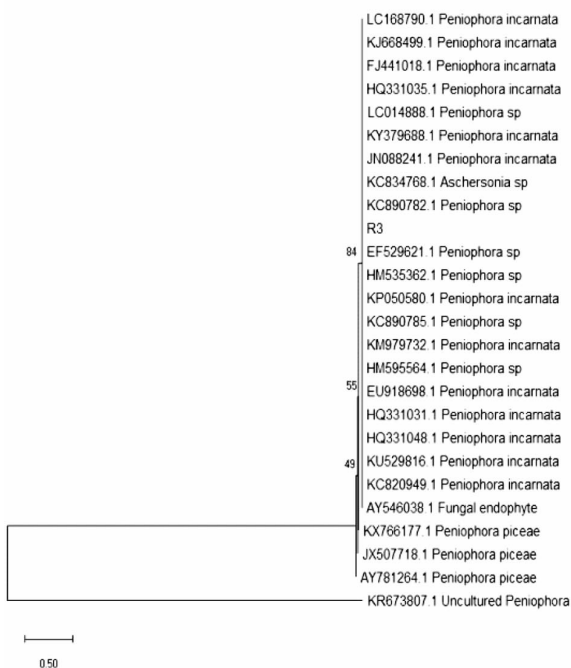 LC168790.1 Peniophora incarnata
KJ668499.1 Peniophora incarnata
FJ441018.1 Peniophora incarnata
HQ331035.1 Peniophora incarnata
LC014888.1 Peniophora sp
KY379688.1 Peniophora incarnata
JN088241.1 Peniophora incarnata
KC834768.1 Aschersonia sp
KC890782.1 Peniophora sp
R3
84
EF529621.1 Peniophora sp
HM535362.1 Peniophora sp
KP050580.1 Peniophora incarnata
KC890785.1 Peniophora sp
KM979732.1 Peniophora incarnata
HM595564.1 Peniophora sp
55
EU918698.1 Peniophora incarnata
HQ331031.1 Peniophora incarnata
HQ331048.1 Peniophora incarnata
49
KU529816.1 Peniophora incarnata
KC820949.1 Peniophora incarnata
AY546038.1 Fungal endophyte
KX766177.1 Peniophora piceae
JX507718.1 Peniophora piceae
AY781264.1 Peniophora piceae
KR673807.1 Uncultured Peniophora
0.50